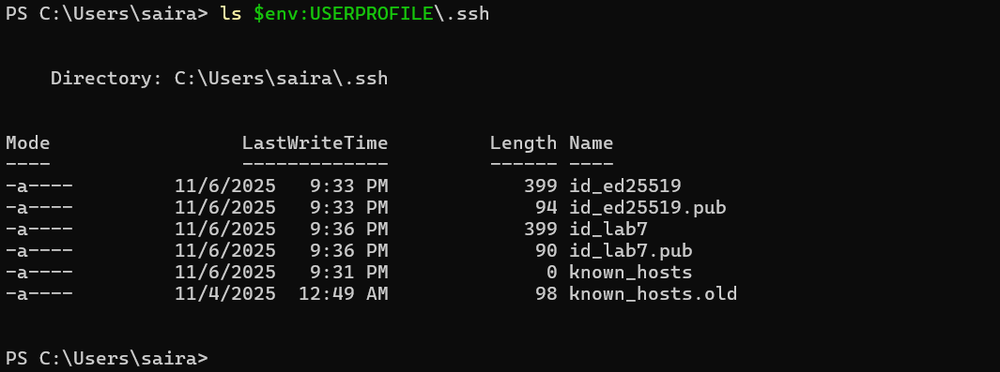 PS C:\Users\saira> ls $env:USERPROFILE\.ssh
Directory: C:\Users\saira\.ssh
Mode LastWriteTime Length Name
---- ------------- ------ ----
-a---- 11/6/2025 9:33 PM 399 id_ed25519
-a---- 11/6/2025 9:33 PM 94 id_ed25519.pub
-a---- 11/6/2025 9:36 PM 399 id_lab7
-a---- 11/6/2025 9:36 PM 90 id_lab7.pub
-a---- 11/6/2025 9:31 PM 0 known_hosts
-a---- 11/4/2025 12:49 AM 98 known_hosts.old
PS C:\Users\saira>